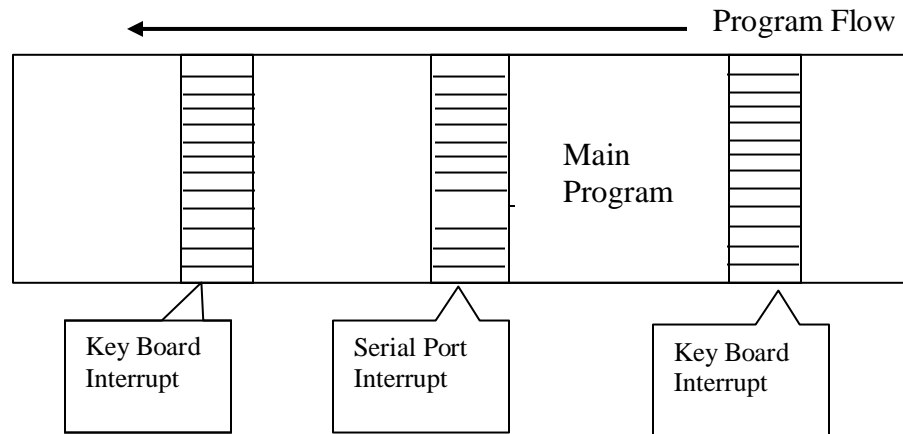 Program Flow
Main
Program
Key Board
Interrupt
Serial Port
Interrupt
Key Board
Interrupt